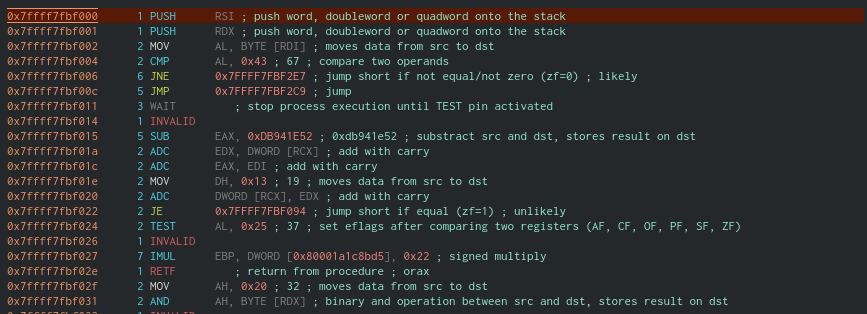 0x7ffff7fbf000 1 PUSH RSI ; push word, doubleword or quadword onto the stack
0x7ffff7fbf001 1 PUSH RDX ; push word, doubleword or quadword onto the stack
0x7ffff7fbf002 2 MOV AL, BYTE [RDI] ; moves data from src to dst
0x7ffff7fbf004 2 CMP AL, 0x43 ; 67 ; compare two operands
0x7ffff7fbf006 6 JNE 0x7FFFF7FBF2E7 ; jump short if not equal/not zero (zf=0) ; likely
0x7ffff7fbf00c 5 JMP 0x7FFFF7FBF2C9 ; jump
0x7ffff7fbf011 3 WAIT ; stop process execution until TEST pin activated
0x7ffff7fbf014 1 INVALID
0x7ffff7fbf015 5 SUB EAX, 0xDB941E52 ; 0xdb941e52 ; substract src and dst, stores result on dst
0x7ffff7fbf01a 2 ADC EDX, DWORD [RCX] ; add with carry
0x7ffff7fbf01c 2 ADC EAX, EDI ; add with carry
0x7ffff7fbf01e 2 MOV DH, 0x13 ; 19 ; moves data from src to dst
0x7ffff7fbf020 2 ADC DWORD [RCX], EDX ; add with carry
0x7ffff7fbf022 2 JE 0x7FFFF7FBF094 ; jump short if equal (zf=1) ; unlikely
0x7ffff7fbf024 2 TEST AL, 0x25 ; 37 ; set eflags after comparing two registers (AF, CF, OF, PF, SF, ZF)
0x7ffff7fbf026 1 INVALID
0x7ffff7fbf027 7 IMUL EBP, DWORD [0x80001a1c8bd5], 0x22 ; signed multiply
0x7ffff7fbf02e 1 RETF ; return from procedure ; orax
0x7ffff7fbf02f 2 MOV AH, 0x20 ; 32 ; moves data from src to dst
0x7ffff7fbf031 2 AND AH, BYTE [RDX] ; binary and operation between src and dst, stores result on dst